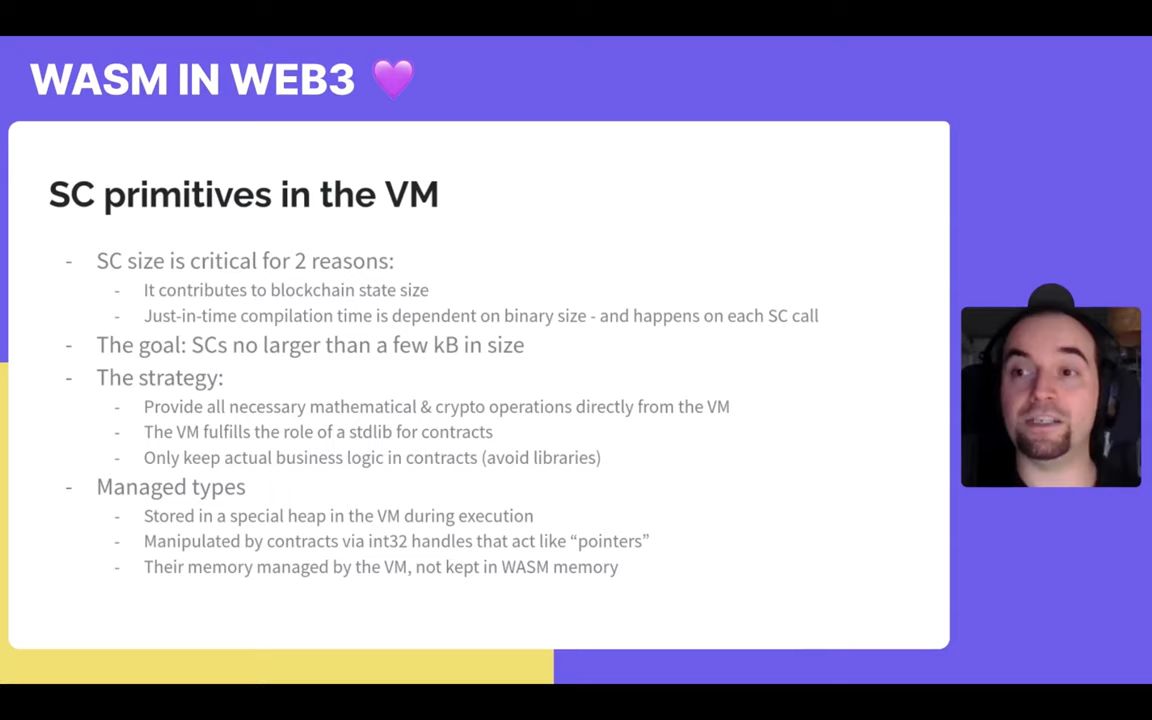 WASM IN WEB3 💜
SC primitives in the VM
- SC size is critical for 2 reasons:
- It contributes to blockchain state size
- Just-in-time compilation time is dependent on binary size - and happens on each SC call
- The goal: SCs no larger than a few kB in size
- The strategy:
- Provide all necessary mathematical & crypto operations directly from the VM
- The VM fulfills the role of a stdlib for contracts
- Only keep actual business logic in contracts (avoid libraries)
- Managed types
- Stored in a special heap in the VM during execution
- Manipulated by contracts via int32 handles that act like “pointers”
- Their memory managed by the VM, not kept in WASM memory